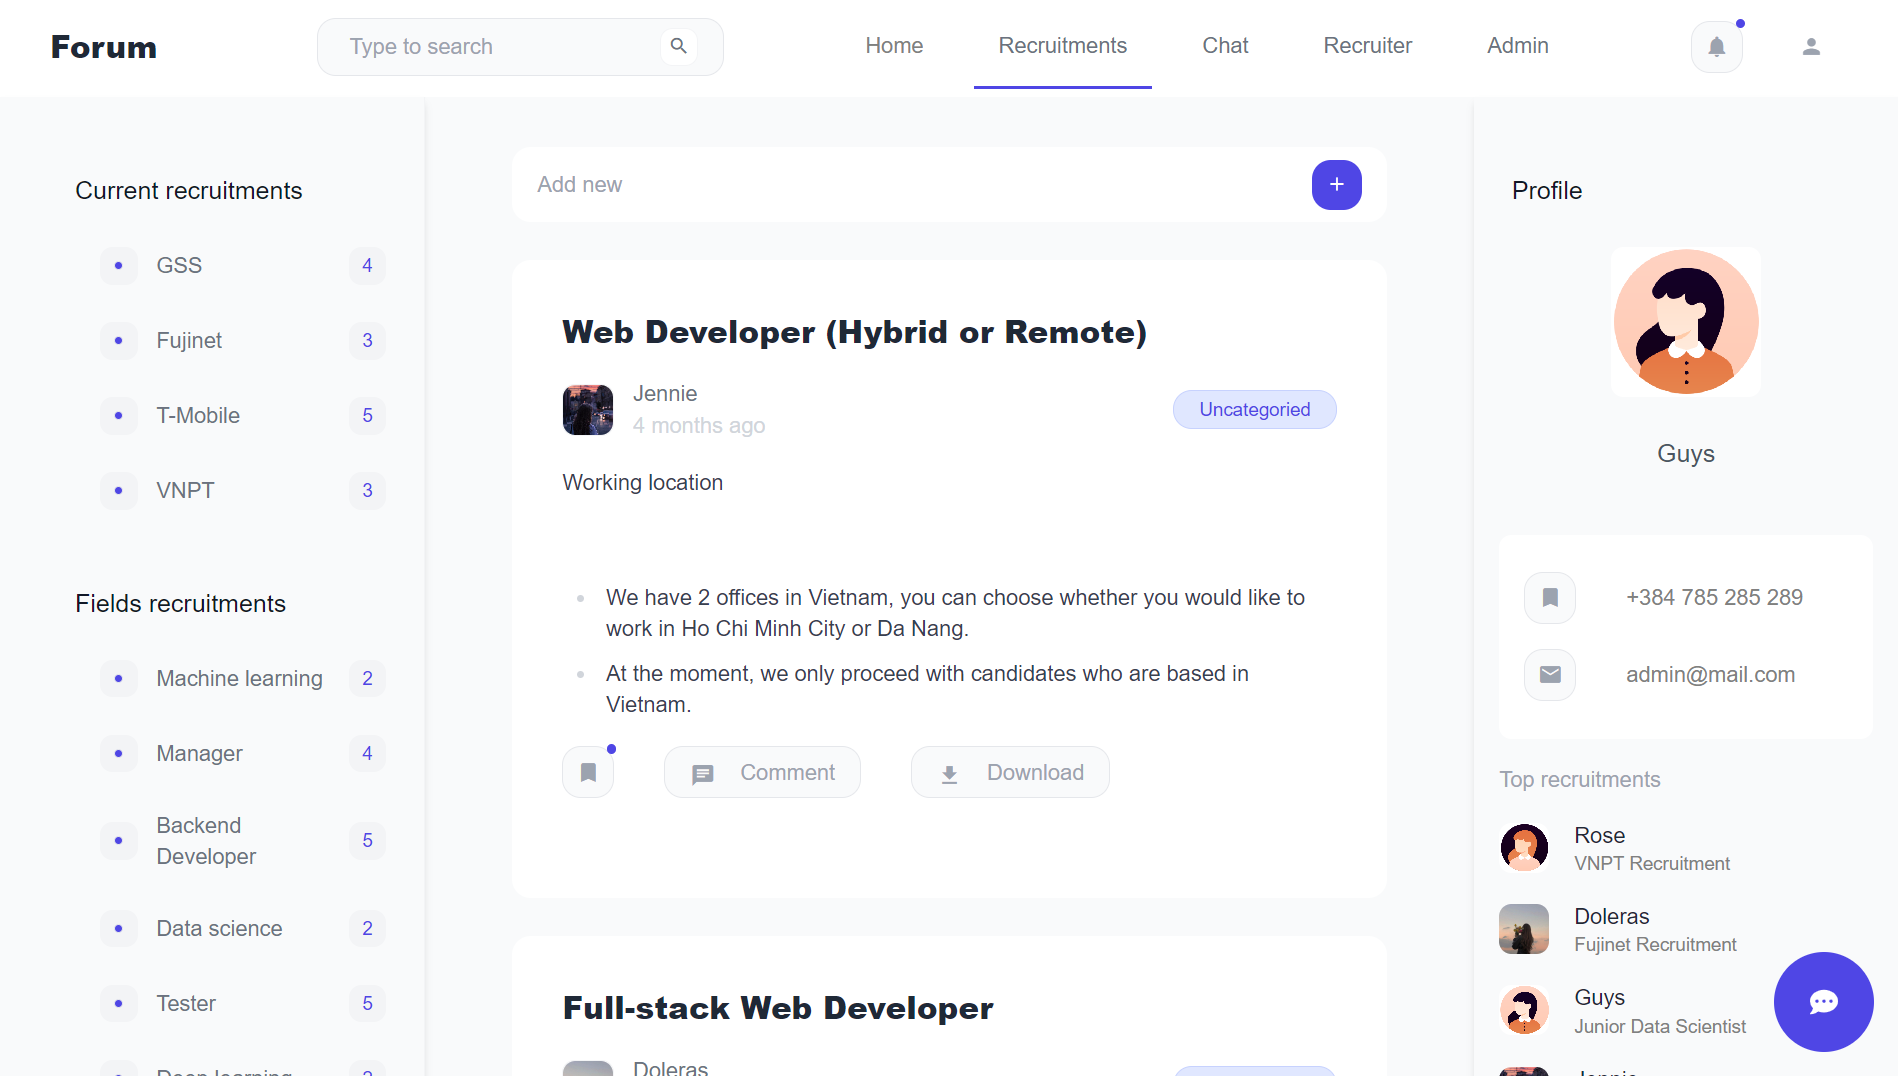 Forum
Type to search
Home
Recruitments
Chat
Recruiter
Admin
Current recruitments
GSS
4
Fujinet
3
T-Mobile
5
VNPT
3
Fields recruitments
Machine learning
2
Manager
4
Backend
Developer
5
Data science
2
Tester
5
Deep learning
Add new
Web Developer (Hybrid or Remote)
Jennie
4 months ago
Uncategoried
Working location
We have 2 offices in Vietnam, you can choose whether you would like to
work in Ho Chi Minh City or Da Nang.
At the moment, we only proceed with candidates who are based in
Vietnam.
Comment
Download
Full-stack Web Developer
Doleras
Profile
Guys
+384 785 285 289
admin@mail.com
Top recruitments
Rose
VNPT Recruitment
Doleras
Fujinet Recruitment
Guys
Junior Data Scientist